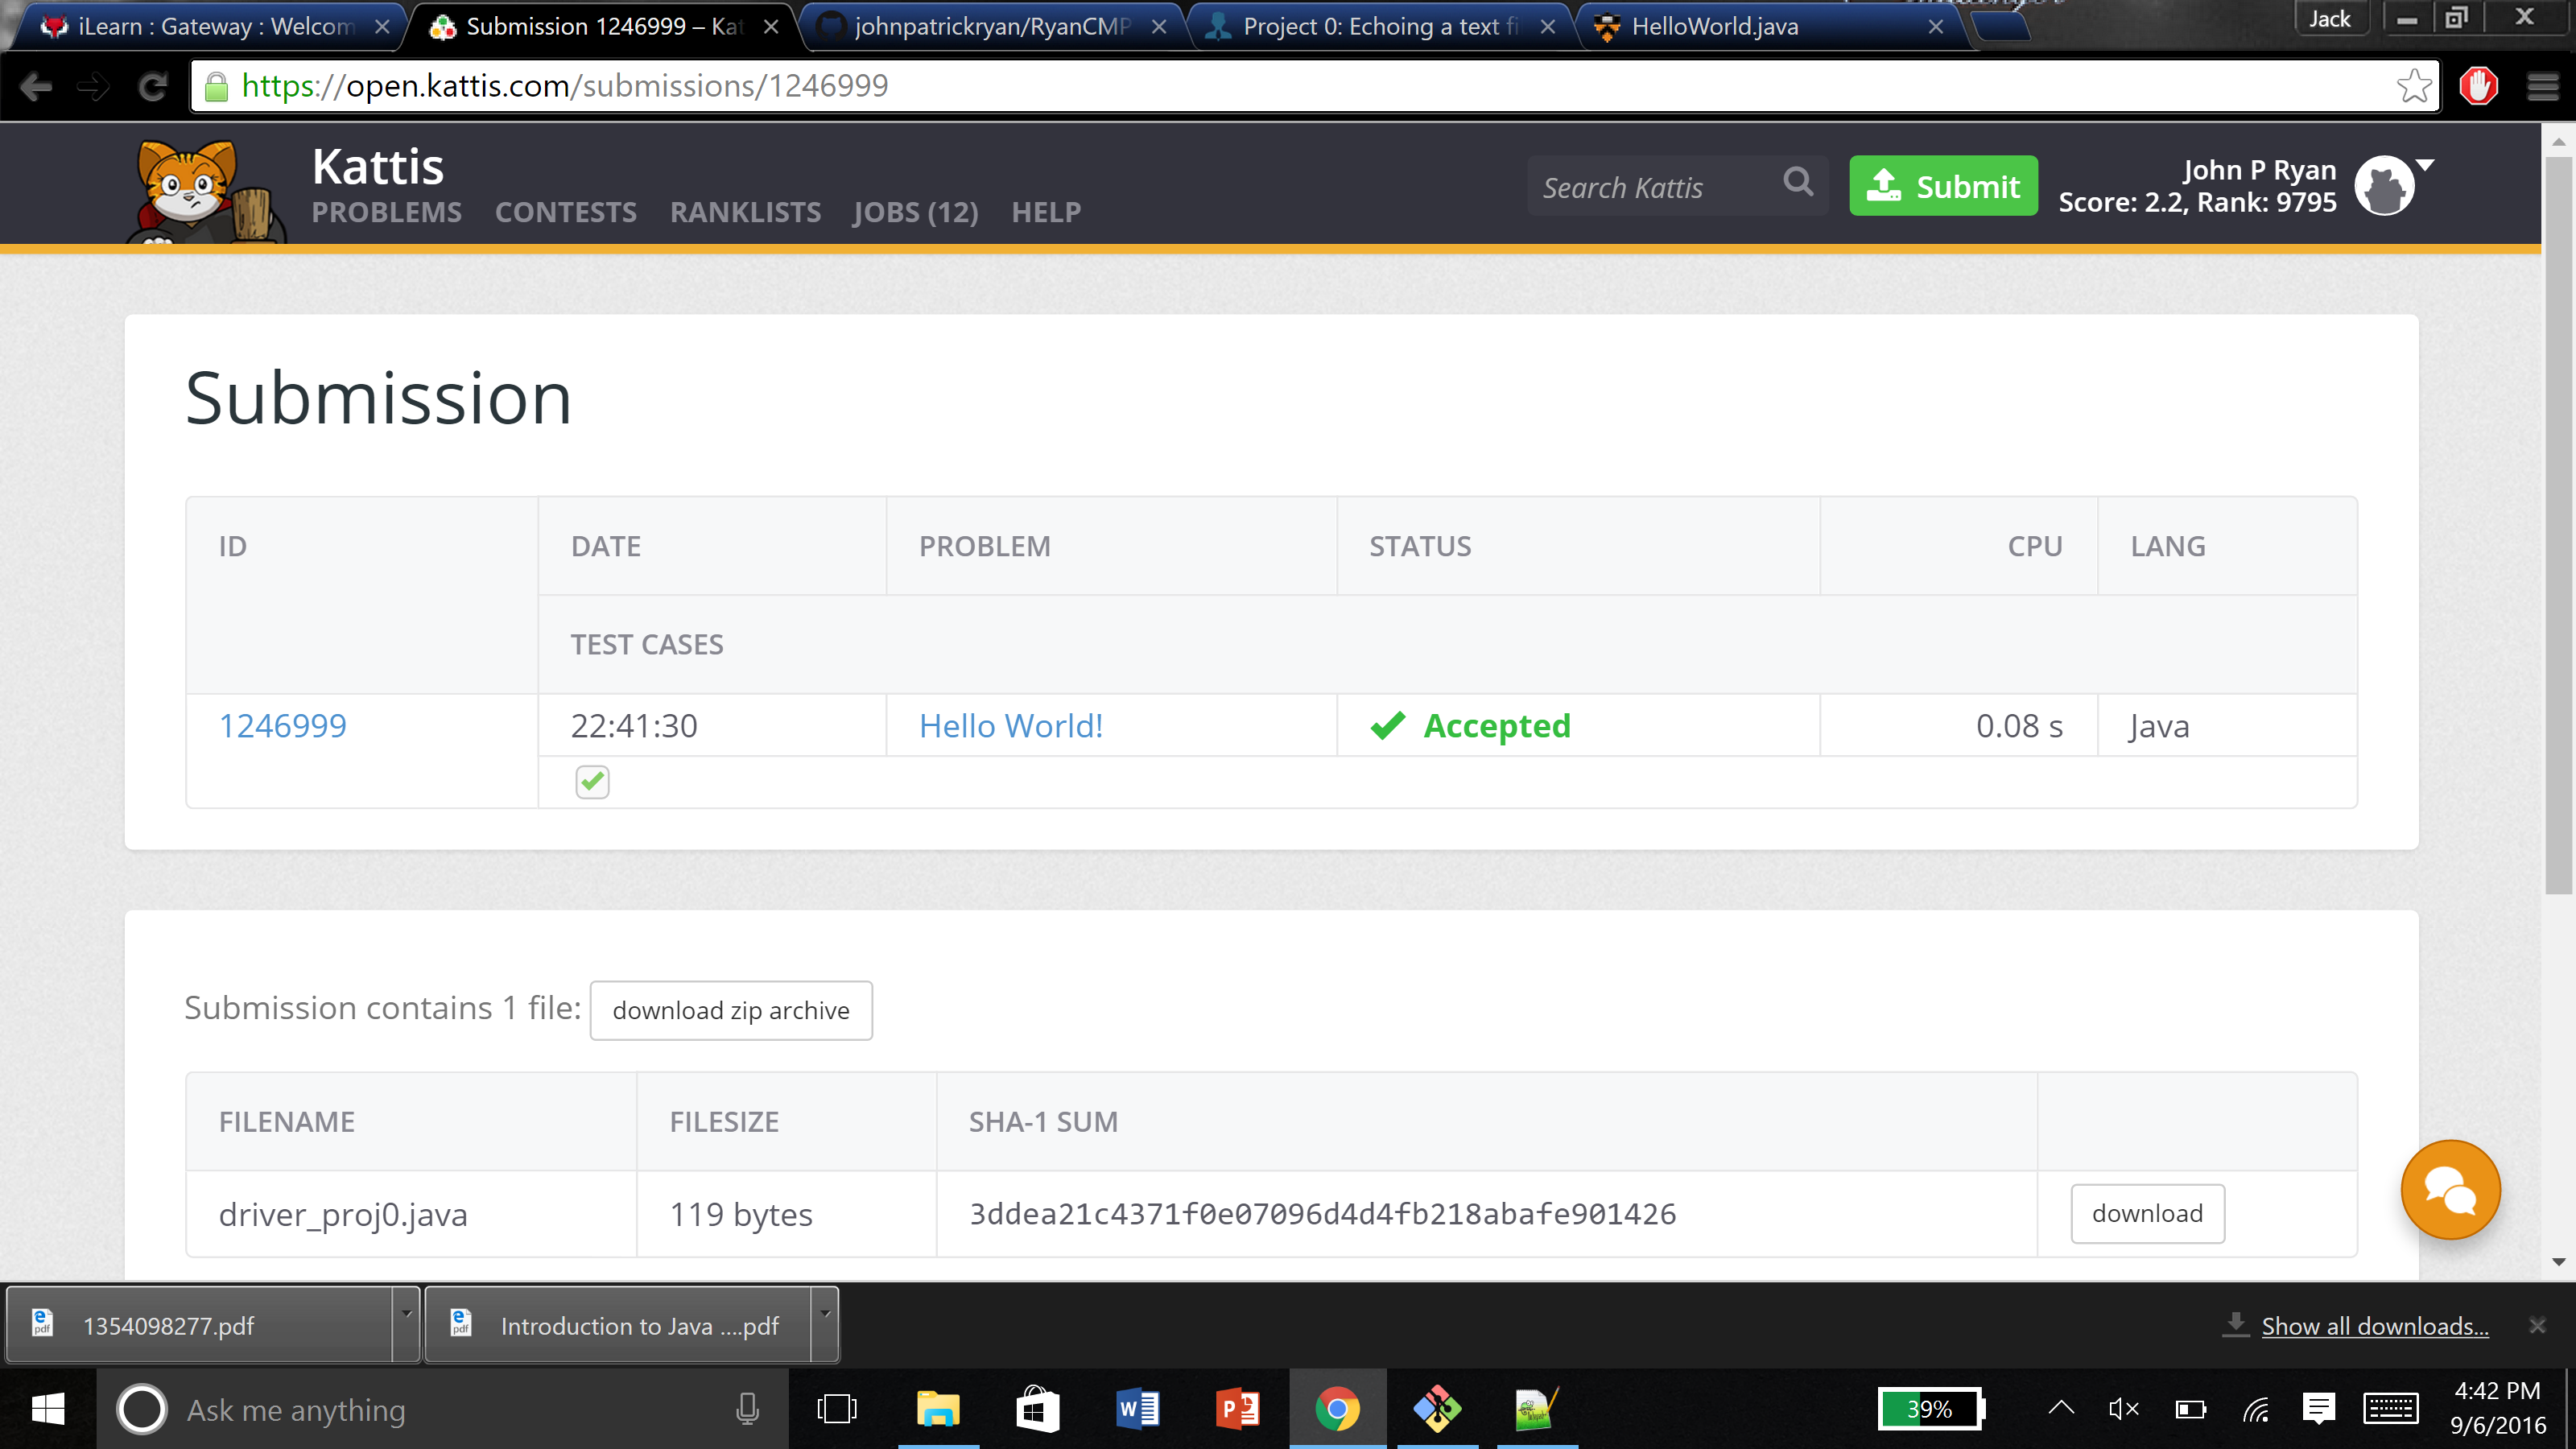 iLearn : Gateway : Welcom
Submission 1246999 – Kat
johnpatrickryan/RyanCMP
Project 0: Echoing a text fi
HelloWorld.java
Jack
https://open.kattis.com/submissions/1246999
Kattis
PROBLEMS CONTESTS RANKLISTS JOBS (12) HELP
Search Kattis
Submit
John P Ryan
Score: 2.2, Rank: 9795
Submission
ID DATE PROBLEM STATUS CPU LANG
TEST CASES
1246999 22:41:30 Hello World! Accepted 0.08 s Java
Submission contains 1 file: download zip archive
FILENAME FILESIZE SHA-1 SUM
driver_proj0.java 119 bytes 3ddea21c4371f0e07096d4d4fb218abafe901426 download
1354098277.pdf
Introduction to Java ....pdf
Show all downloads...
Ask me anything
39%
4:42 PM
9/6/2016